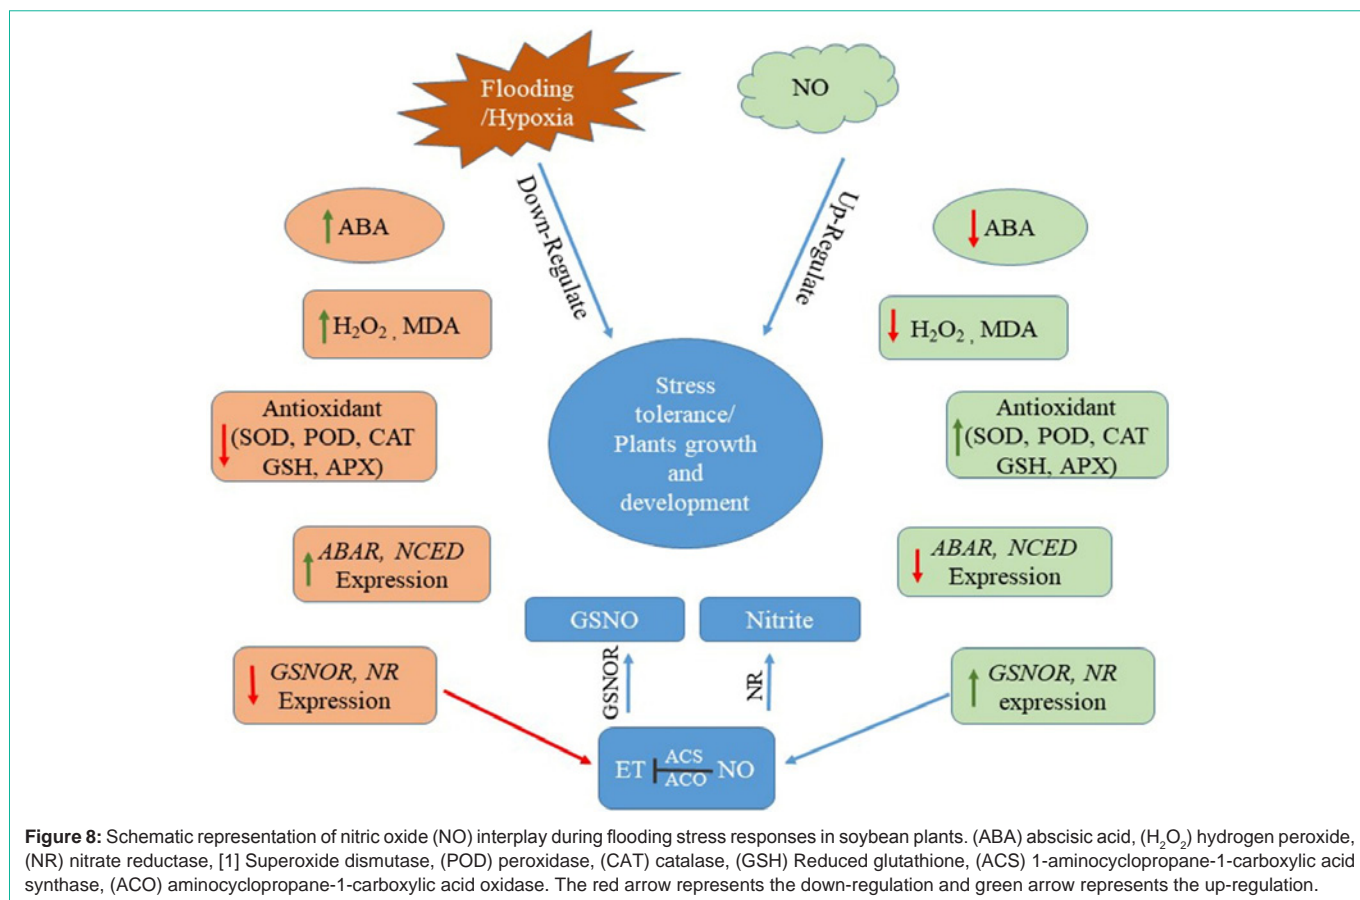 Flooding
/Hypoxia
NO
Down-Regulate
Up-Regulate
ABA
ABA
H₂O₂ , MDA
H₂O₂ , MDA
Antioxidant
(SOD, POD, CAT
GSH, APX)
Stress
tolerance/
Plants growth
and
development
Antioxidant
(SOD, POD, CAT
GSH, APX)
ABAR, NCED
Expression
ABAR, NCED
Expression
GSNO
Nitrite
GSNOR, NR
Expression
GSNOR
NR
GSNOR, NR
expression
ET
ACS
ACO
NO
Figure 8: Schematic representation of nitric oxide (NO) interplay during flooding stress responses in soybean plants. (ABA) abscisic acid, (H₂O₂) hydrogen peroxide,
(NR) nitrate reductase, [1] Superoxide dismutase, (POD) peroxidase, (CAT) catalase, (GSH) Reduced glutathione, (ACS) 1-aminocyclopropane-1-carboxylic acid
synthase, (ACO) aminocyclopropane-1-carboxylic acid oxidase. The red arrow represents the down-regulation and green arrow represents the up-regulation.